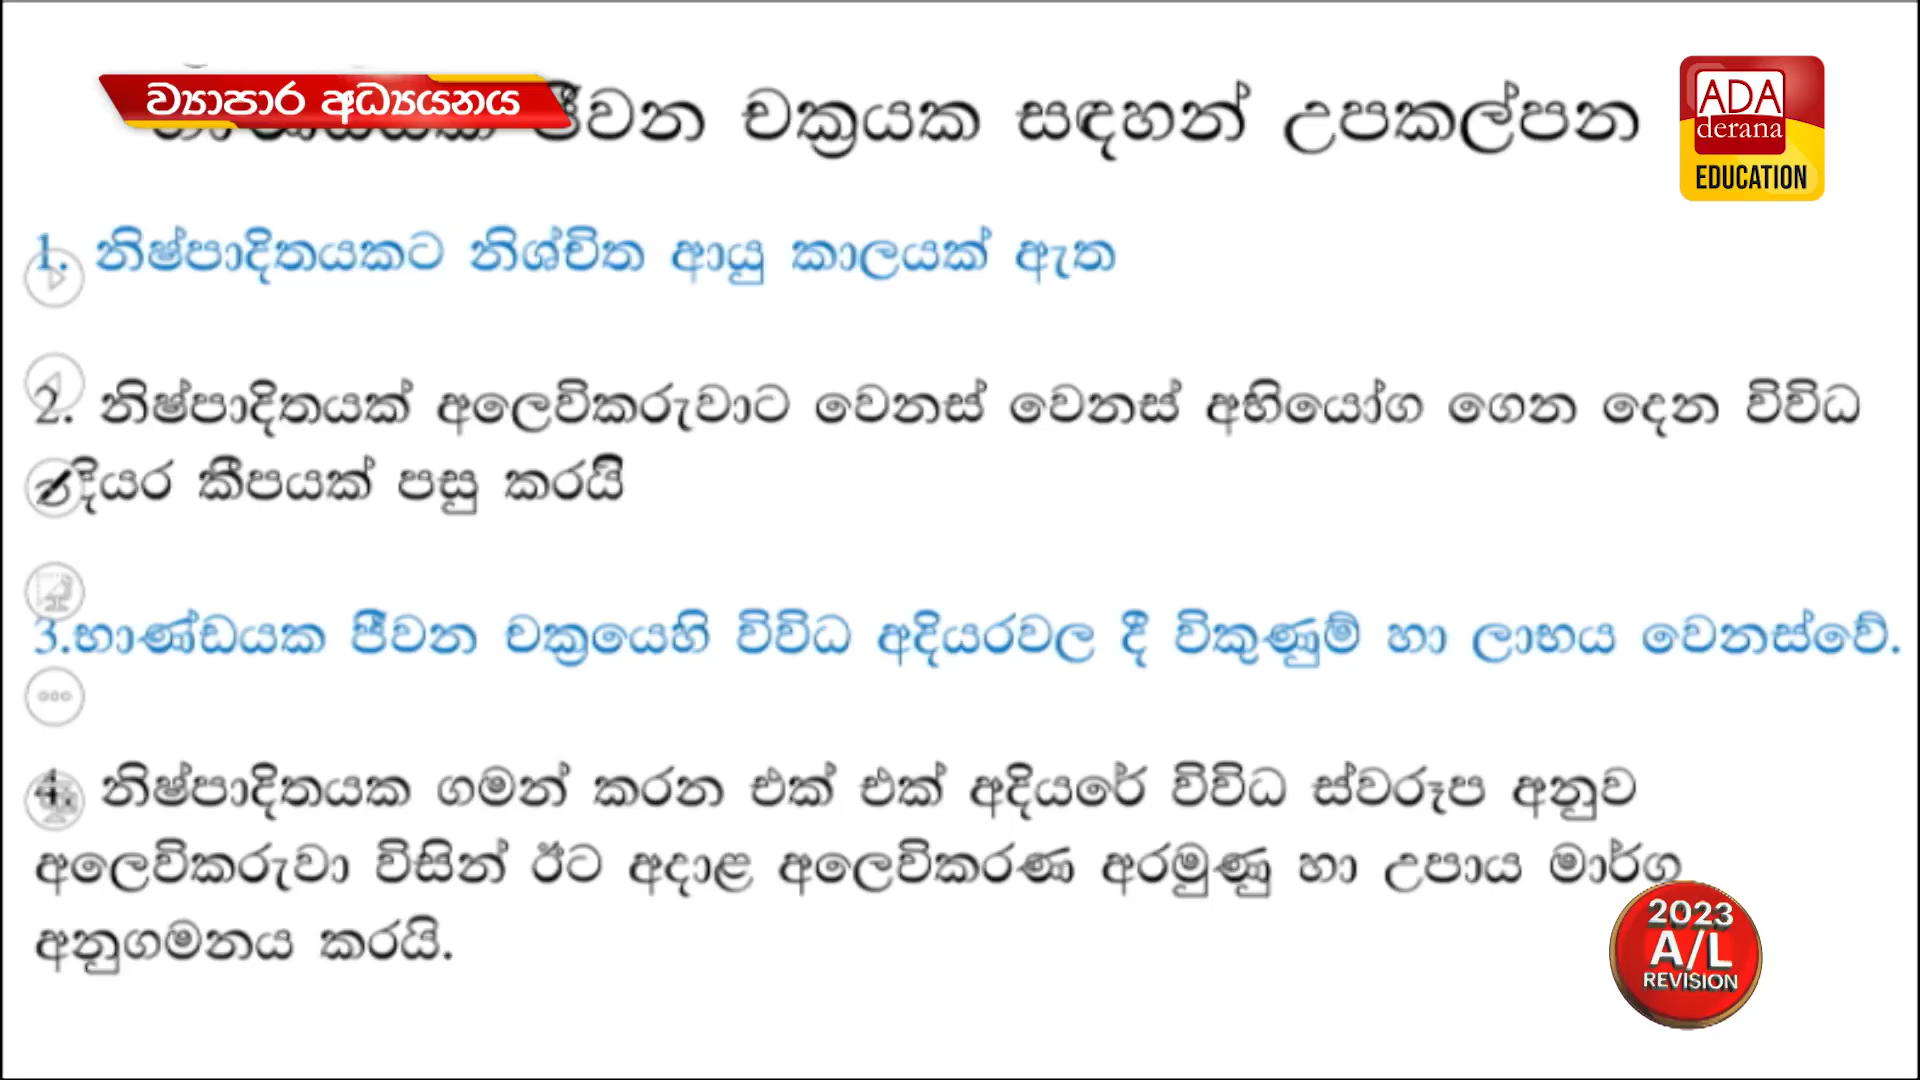 ව්‍යාපාර අධ්‍යයනය
ජීවන චක්‍රයක සඳහන් උපකල්පන
ADA
derana
EDUCATION
1. නිෂ්පාදිතයකට නිශ්චිත ආයු කාලයක් ඇත
2. නිෂ්පාදිතයක් අලෙවිකරුවාට වෙනස් වෙනස් අභියෝග ගෙන දෙන විවිධ
අදියර කීපයක් පසු කරයි
3.භාණ්ඩයක ජීවන චක්‍රයෙහි විවිධ අදියරවල දී විකුණුම් හා ලාභය වෙනස්වේ.
4. නිෂ්පාදිතයක ගමන් කරන එක් එක් අදියරේ විවිධ ස්වරූප අනුව
අලෙවිකරුවා විසින් ඊට අදාළ අලෙවිකරණ අරමුණු හා උපාය මාර්ග
අනුගමනය කරයි.
2023
A/L
REVISION